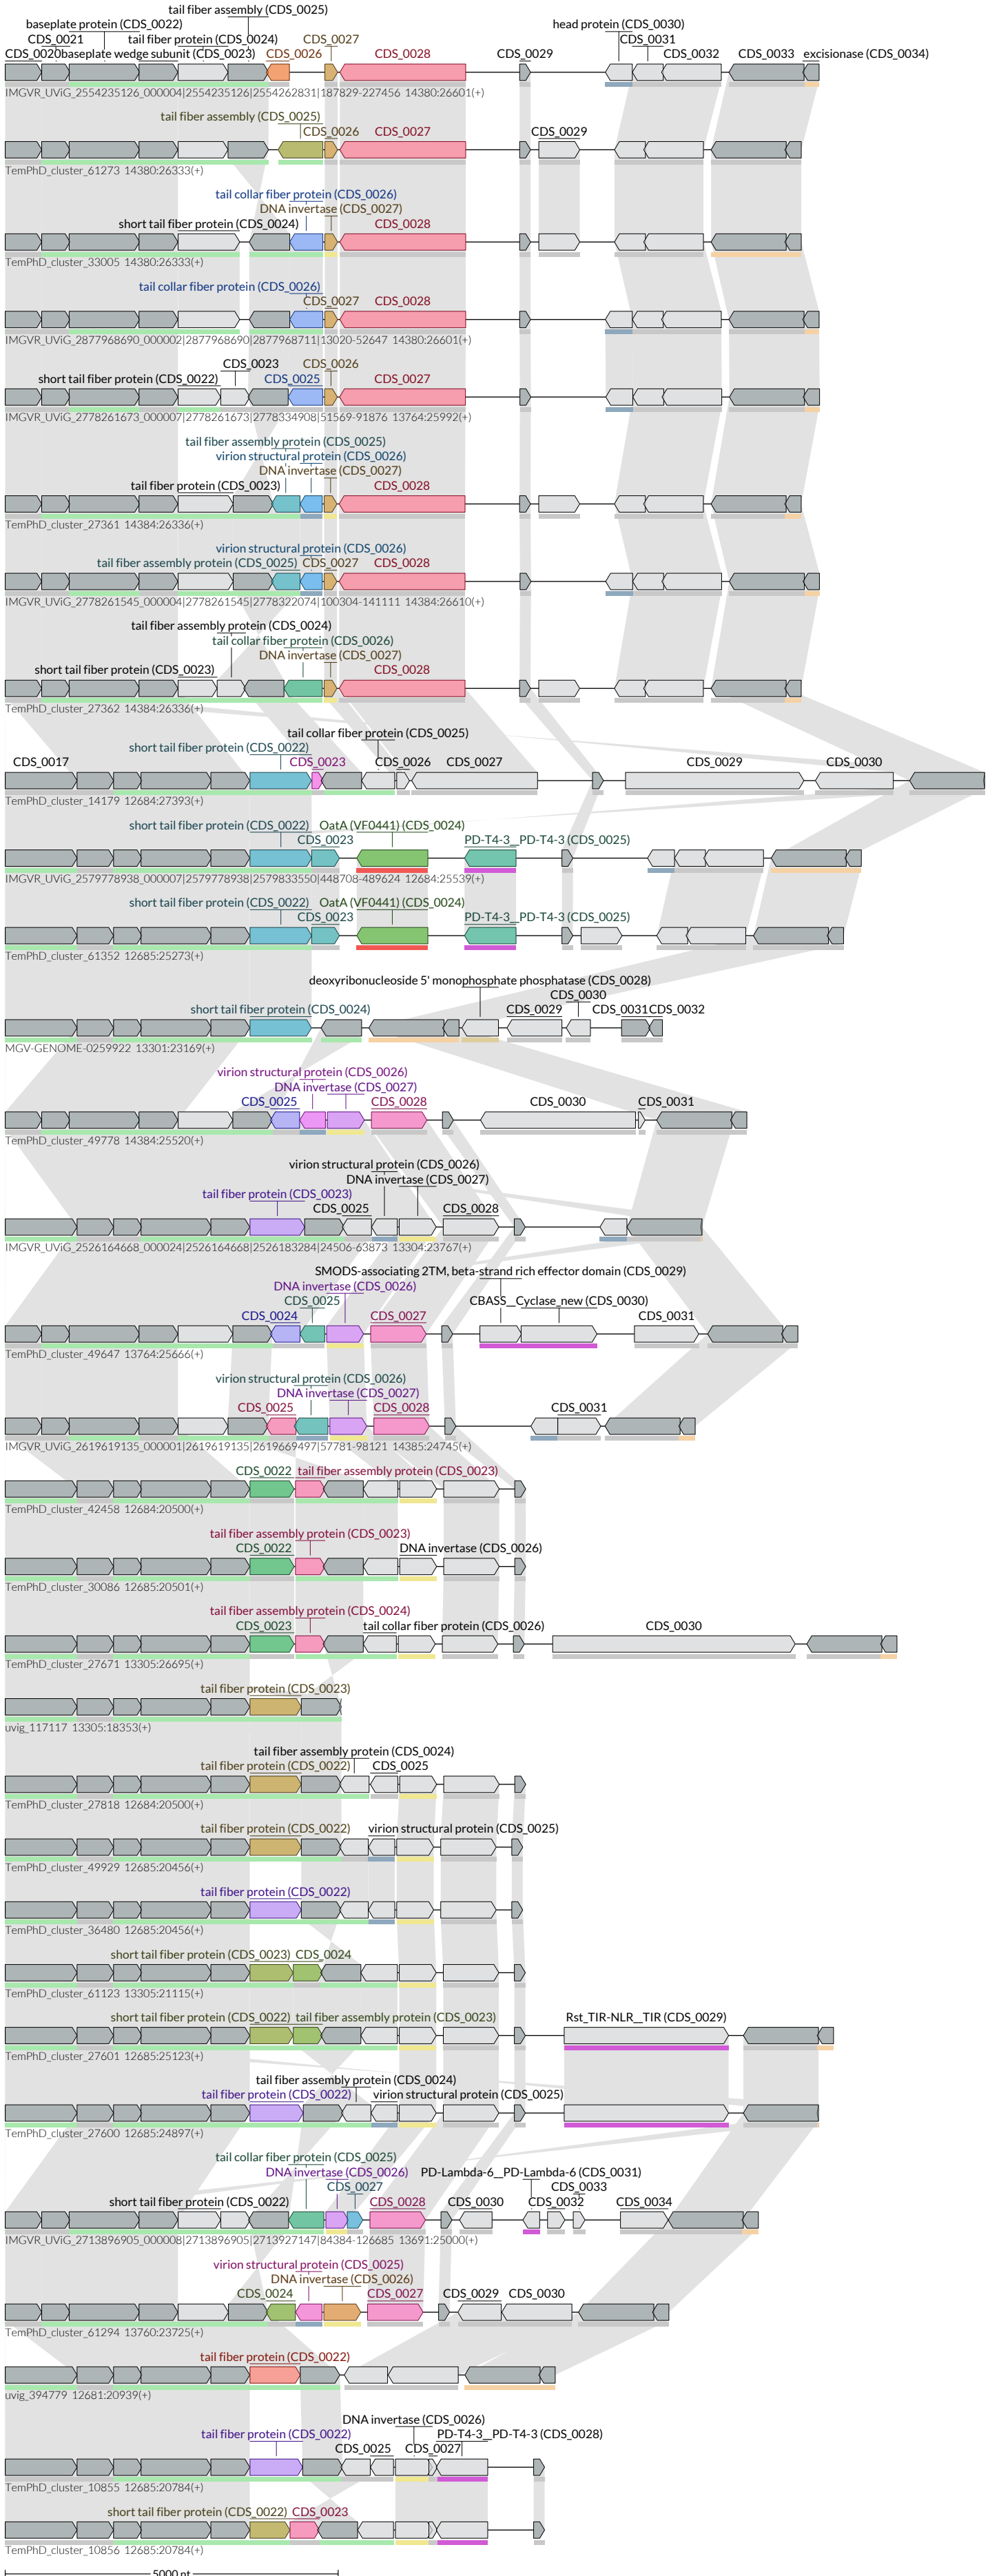 tail fiber assembly (CDS_0025)
baseplate protein (CDS_0022)
head protein (CDS_0030)
CDS_0021 tail fiber protein (CDS_0024) CDS_0027 CDS_0031
CDS_0020 baseplate wedge subunit (CDS_0023) CDS_0026 CDS_0028 CDS_0029 CDS_0032 CDS_0033 excisionase (CDS_0034)
IMGVR_UViG_2554235126_000004|2554235126|2554262831|187829-227456 14380:26601(+)
tail fiber assembly (CDS_0025)
CDS_0026 CDS_0027 CDS_0029
TemPhD_cluster_61273 14380:26333(+)
tail collar fiber protein (CDS_0026)
DNA invertase (CDS_0027)
short tail fiber protein (CDS_0024) CDS_0028
TemPhD_cluster_33005 14380:26333(+)
tail collar fiber protein (CDS_0026)
CDS_0027 CDS_0028
IMGVR_UViG_2877968690_000002|2877968690|2877968711|13020-52647 14380:26601(+)
CDS_0023 CDS_0026
short tail fiber protein (CDS_0022) CDS_0025 CDS_0027
IMGVR_UViG_2778261673_000007|2778261673|2778334908|51569-91876 13764:25992(+)
tail fiber assembly protein (CDS_0025)
virion structural protein (CDS_0026)
DNA invertase (CDS_0027)
tail fiber protein (CDS_0023) CDS_0028
TemPhD_cluster_27361 14384:26336(+)
virion structural protein (CDS_0026)
tail fiber assembly protein (CDS_0025) CDS_0027 CDS_0028
IMGVR_UViG_2778261545_000004|2778261545|2778322074|100304-141111 14384:26610(+)
tail fiber assembly protein (CDS_0024)
tail collar fiber protein (CDS_0026)
DNA invertase (CDS_0027)
short tail fiber protein (CDS_0023) CDS_0028
TemPhD_cluster_27362 14384:26336(+)
tail collar fiber protein (CDS_0025)
short tail fiber protein (CDS_0022)
CDS_0017 CDS_0023 CDS_0026 CDS_0027 CDS_0029 CDS_0030
TemPhD_cluster_14179 12684:27393(+)
short tail fiber protein (CDS_0022) OatA (VF0441) (CDS_0024)
CDS_0023 PD-T4-3__PD-T4-3 (CDS_0025)
IMGVR_UViG_2579778938_000007|2579778938|2579833550|448708-489624 12684:25539(+)
short tail fiber protein (CDS_0022) OatA (VF0441) (CDS_0024)
CDS_0023 PD-T4-3__PD-T4-3 (CDS_0025)
TemPhD_cluster_61352 12685:25273(+)
deoxyribonucleoside 5' monophosphate phosphatase (CDS_0028)
CDS_0030
short tail fiber protein (CDS_0024) CDS_0029 CDS_0031 CDS_0032
MGV-GENOME-0259922 13301:23169(+)
virion structural protein (CDS_0026)
DNA invertase (CDS_0027)
CDS_0025 CDS_0028 CDS_0030 CDS_0031
TemPhD_cluster_49778 14384:25520(+)
virion structural protein (CDS_0026)
DNA invertase (CDS_0027)
tail fiber protein (CDS_0023)
CDS_0025 CDS_0028
IMGVR_UViG_2526164668_000024|2526164668|2526183284|24506-63873 13304:23767(+)
SMODS-associating 2TM, beta-strand rich effector domain (CDS_0029)
DNA invertase (CDS_0026)
CDS_0025 CBASS__Cyclase_new (CDS_0030)
CDS_0024 CDS_0027 CDS_0031
TemPhD_cluster_49647 13764:25666(+)
virion structural protein (CDS_0026)
DNA invertase (CDS_0027)
CDS_0025 CDS_0028 CDS_0031
IMGVR_UViG_2619619135_000001|2619619135|2619669497|57781-98121 14385:24745(+)
CDS_0022 tail fiber assembly protein (CDS_0023)
TemPhD_cluster_42458 12684:20500(+)
tail fiber assembly protein (CDS_0023)
CDS_0022 DNA invertase (CDS_0026)
TemPhD_cluster_30086 12685:20501(+)
tail fiber assembly protein (CDS_0024)
CDS_0023 tail collar fiber protein (CDS_0026) CDS_0030
TemPhD_cluster_27671 13305:26695(+)
tail fiber protein (CDS_0023)
uvig_117117 13305:18353(+)
tail fiber assembly protein (CDS_0024)
tail fiber protein (CDS_0022) CDS_0025
TemPhD_cluster_27818 12684:20500(+)
tail fiber protein (CDS_0022) virion structural protein (CDS_0025)
TemPhD_cluster_49929 12685:20456(+)
tail fiber protein (CDS_0022)
TemPhD_cluster_36480 12685:20456(+)
short tail fiber protein (CDS_0023) CDS_0024
TemPhD_cluster_61123 13305:21115(+)
short tail fiber protein (CDS_0022) tail fiber assembly protein (CDS_0023) Rst_TIR-NLR__TIR (CDS_0029)
TemPhD_cluster_27601 12685:25123(+)
tail fiber assembly protein (CDS_0024)
tail fiber protein (CDS_0022) virion structural protein (CDS_0025)
TemPhD_cluster_27600 12685:24897(+)
tail collar fiber protein (CDS_0025)
DNA invertase (CDS_0026) PD-Lambda-6__PD-Lambda-6 (CDS_0031)
CDS_0027 CDS_0033
short tail fiber protein (CDS_0022) CDS_0028 CDS_0030 CDS_0032 CDS_0034
IMGVR_UViG_2713896905_000008|2713896905|2713927147|84384-126685 13691:25000(+)
virion structural protein (CDS_0025)
DNA invertase (CDS_0026)
CDS_0024 CDS_0027 CDS_0029 CDS_0030
TemPhD_cluster_61294 13760:23725(+)
tail fiber protein (CDS_0022)
uvig_394779 12681:20939(+)
DNA invertase (CDS_0026)
tail fiber protein (CDS_0022) PD-T4-3__PD-T4-3 (CDS_0028)
CDS_0025 CDS_0027
TemPhD_cluster_10855 12685:20784(+)
short tail fiber protein (CDS_0022) CDS_0023
TemPhD_cluster_10856 12685:20784(+)
5000 nt